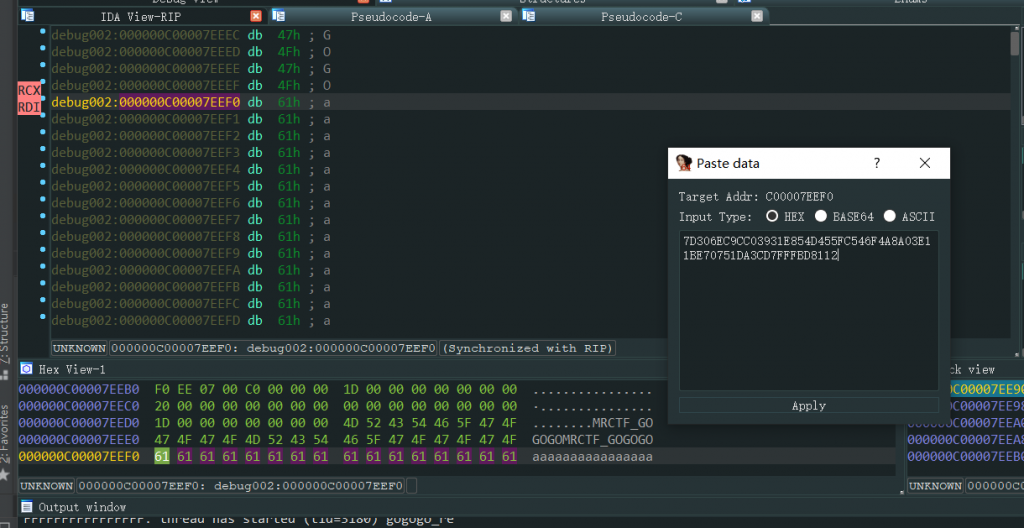 Debug View
Structures
Enums
IDA View-RIP
Pseudocode-A
Pseudocode-C
debug002:000000C00007EEEC db 47h ; G
debug002:000000C00007EEED db 4Fh ; O
debug002:000000C00007EEEE db 47h ; G
debug002:000000C00007EEEF db 4Fh ; O
RCX
RDI
debug002:000000C00007EEF0 db 61h ; a
debug002:000000C00007EEF1 db 61h ; a
debug002:000000C00007EEF2 db 61h ; a
debug002:000000C00007EEF3 db 61h ; a
debug002:000000C00007EEF4 db 61h ; a
debug002:000000C00007EEF5 db 61h ; a
debug002:000000C00007EEF6 db 61h ; a
debug002:000000C00007EEF7 db 61h ; a
debug002:000000C00007EEF8 db 61h ; a
debug002:000000C00007EEF9 db 61h ; a
debug002:000000C00007EEFA db 61h ; a
debug002:000000C00007EEFB db 61h ; a
debug002:000000C00007EEFC db 61h ; a
debug002:000000C00007EEFD db 61h ; a
UNKNOWN 000000C00007EEF0: debug002:000000C00007EEF0 (Synchronized with RIP)
Paste data
Target Addr: C00007EEF0
Input Type: HEX BASE64 ASCII
7D306EC9CC03931E854D455FC546F4A8A03E1
1BE70751DA3CD7FFFBD8112
Apply
Z: Structure
2: Favorites
Hex View-1
000000C00007EEB0 F0 EE 07 00 C0 00 00 00 1D 00 00 00 00 00 00 00 ................
000000C00007EEC0 20 00 00 00 00 00 00 00 00 00 00 00 00 00 00 00 ................
000000C00007EED0 1D 00 00 00 00 00 00 00 4D 52 43 54 46 5F 47 4F ........MRCTF_GO
000000C00007EEE0 47 4F 47 4F 4D 52 43 54 46 5F 47 4F 47 4F 47 4F GOGOMRCTF_GOGOGO
000000C00007EEF0 61 61 61 61 61 61 61 61 61 61 61 61 61 61 61 61 aaaaaaaaaaaaaaaa
UNKNOWN 000000C00007EEF0: debug002:000000C00007EEF0
ck view
000000C00007EE90
000000C00007EE98
000000C00007EEA0
000000C00007EEA8
000000C00007EEB0
UNKNOWN 000000C0
Output window
FFFFFFFFFFFFFFFF: thread has started (tid=3180) gogogo_re